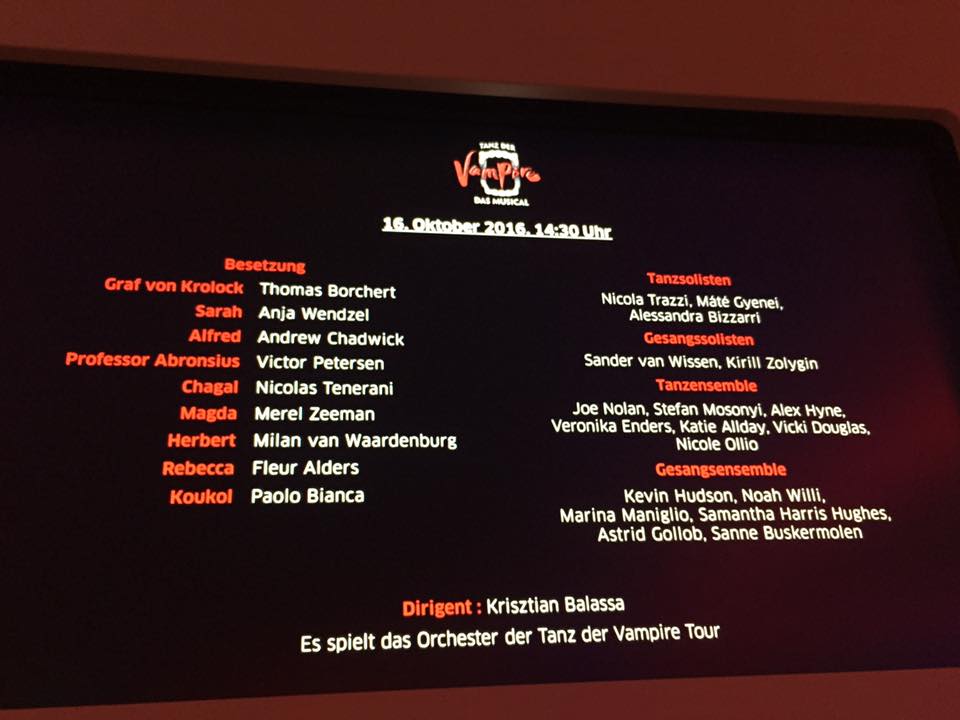 TANZ DER
Vampire
DAS MUSICAL
16. Oktober 2016, 14:30 Uhr
Besetzung
Graf von Krolock Thomas Borchert
Sarah Anja Wendzel
Alfred Andrew Chadwick
Professor Abronsius Victor Petersen
Chagal Nicolas Tenerani
Magda Merel Zeeman
Herbert Milan van Waardenburg
Rebecca Fleur Alders
Koukol Paolo Bianca
Tanzsolisten
Nicola Trazzi, Máté Gyenei,
Alessandra Bizzarri
Gesangssolisten
Sander van Wissen, Kirill Zolygin
Tanzensemble
Joe Nolan, Stefan Mosonyi, Alex Hyne,
Veronika Enders, Katie Allday, Vicki Douglas,
Nicole Ollio
Gesangsensemble
Kevin Hudson, Noah Willi,
Marina Maniglio, Samantha Harris Hughes,
Astrid Gollob, Sanne Buskermolen
Dirigent : Krisztian Balassa
Es spielt das Orchester der Tanz der Vampire Tour